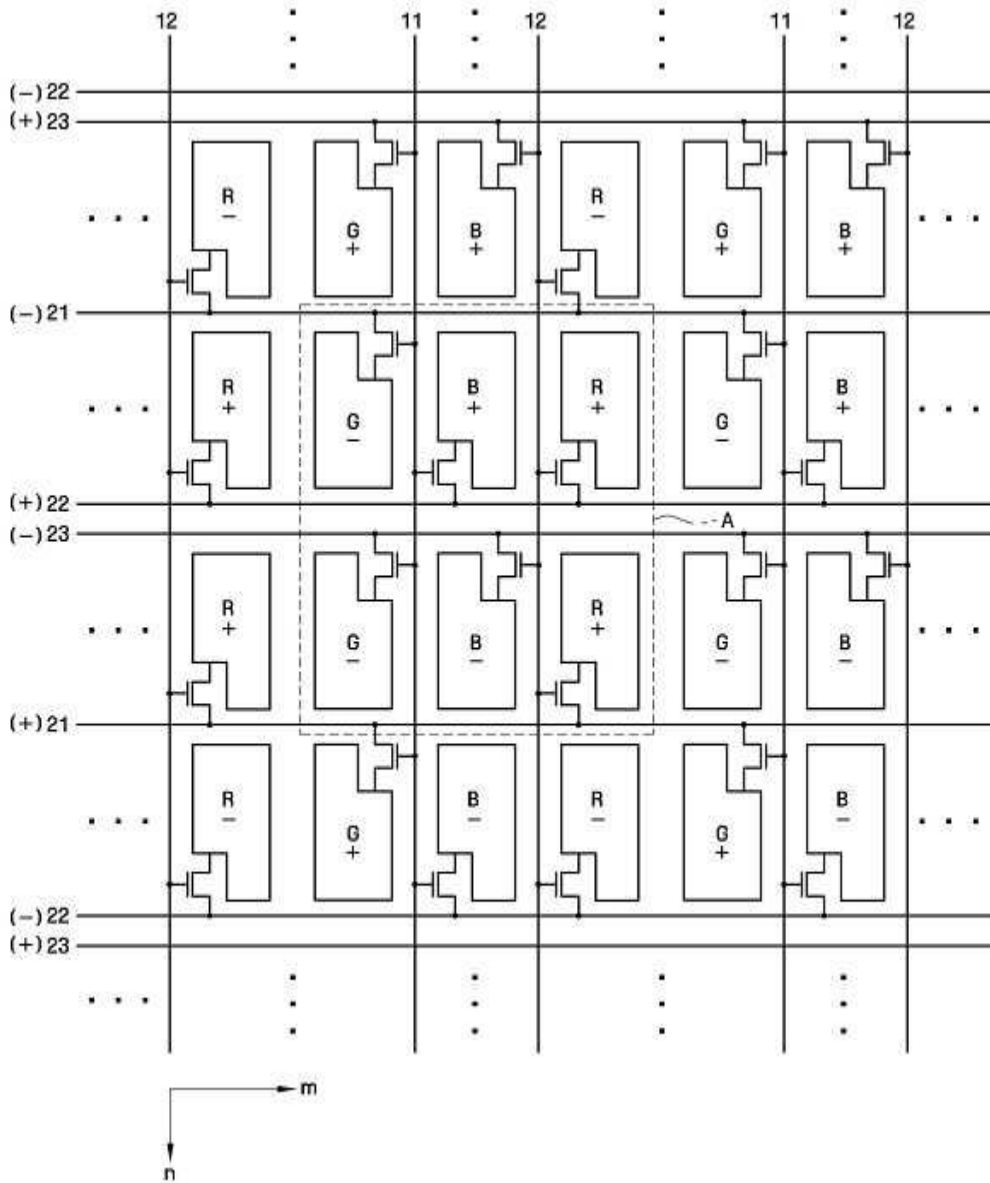 12 11 12 11 12
(−)22
(+)23
R G B R G B
− + + − + +
(−)21
R G B R G B
+ − + + − +
(+)22
A
(−)23
R G B R G B
+ − − + − −
(+)21
R G B R G B
− + − − + −
(−)22
(+)23
m
n